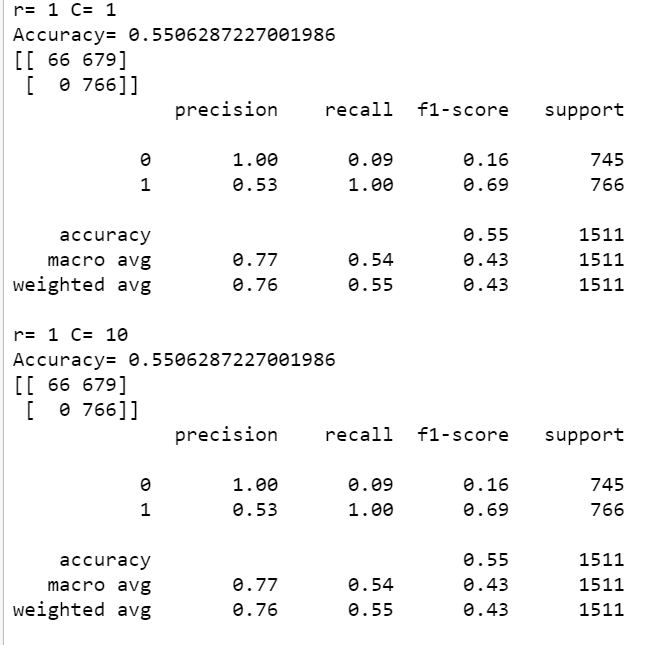 r= 1 C= 1
Accuracy= 0.5506287227001986
[[ 66 679]
 [  0 766]]
              precision    recall  f1-score   support

           0       1.00      0.09      0.16       745
           1       0.53      1.00      0.69       766

    accuracy                           0.55      1511
   macro avg       0.77      0.54      0.43      1511
weighted avg       0.76      0.55      0.43      1511

r= 1 C= 10
Accuracy= 0.5506287227001986
[[ 66 679]
 [  0 766]]
              precision    recall  f1-score   support

           0       1.00      0.09      0.16       745
           1       0.53      1.00      0.69       766

    accuracy                           0.55      1511
   macro avg       0.77      0.54      0.43      1511
weighted avg       0.76      0.55      0.43      1511